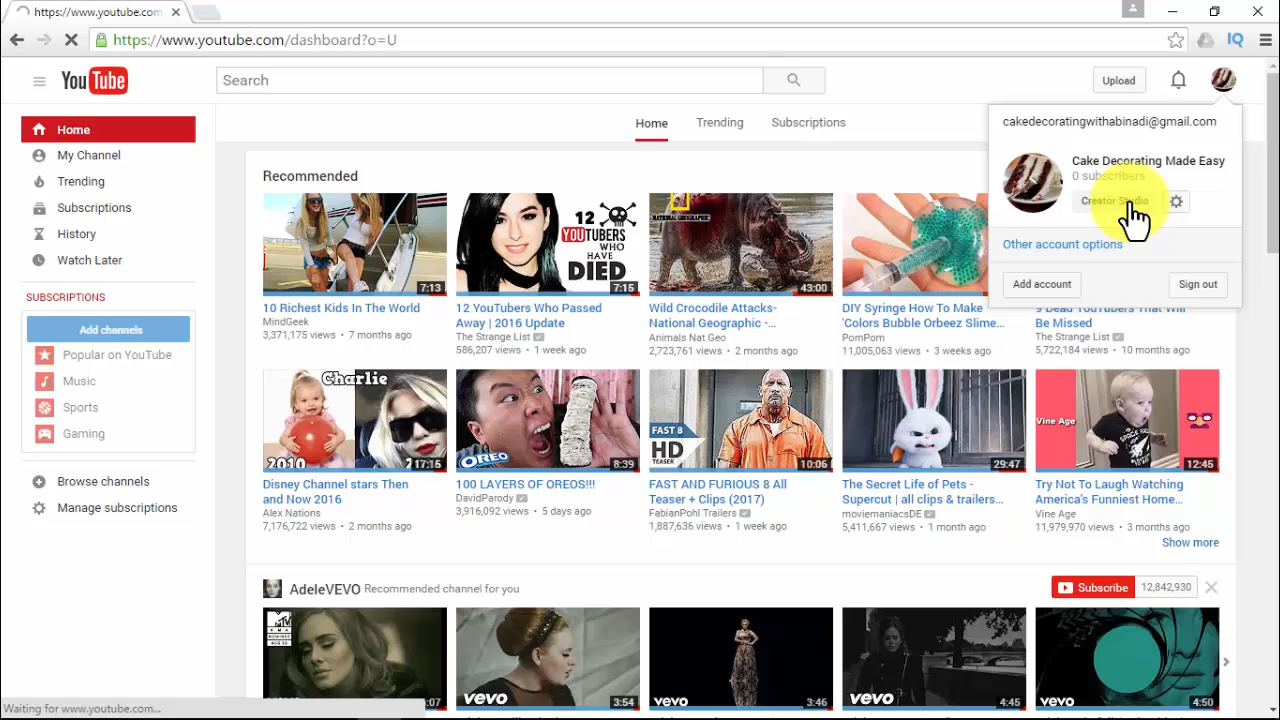 https://www.youtube.com
https://www.youtube.com/dashboard?o=U
IQ
YouTube
Search
Upload
Home
My Channel
Trending
Subscriptions
History
Watch Later
SUBSCRIPTIONS
Add channels
Popular on YouTube
Music
Sports
Gaming
Browse channels
Manage subscriptions
Home Trending Subscriptions
cakedecoratingwithabinadi@gmail.com
Cake Decorating Made Easy
0 subscribers
Creator Studio
Other account options
Add account Sign out
Recommended
7:13
10 Richest Kids In The World
MindGeek
3,371,175 views • 7 months ago
12
YOUTUBERS
WHO
HAVE
DIED
7:15
12 YouTubers Who Passed
Away | 2016 Update
The Strange List
586,207 views • 1 week ago
43:00
Wild Crocodile Attacks-
National Geographic -...
Animals Nat Geo
2,723,761 views • 2 months ago
DIY Syringe How To Make
'Colors Bubble Orbeez Slime...
PomPom
11,005,063 views • 3 weeks ago
Be Missed
The Strange List
5,722,184 views • 10 months ago
Charlie
2010
17:15
Disney Channel stars Then
and Now 2016
Alex Nations
7,176,722 views • 2 months ago
OREO
8:39
100 LAYERS OF OREOS!!!
DavidParody
3,916,092 views • 5 days ago
FAST 8
HD
TEASER
10:06
FAST AND FURIOUS 8 All
Teaser + Clips (2017)
FabianPohl Trailers
1,887,636 views • 1 week ago
29:47
The Secret Life of Pets -
Supercut | all clips & trailers...
moviemaniacsDE
5,411,667 views • 1 month ago
Vine Age
12:45
Try Not To Laugh Watching
America's Funniest Home...
Vine Age
11,979,970 views • 3 months ago
Show more
AdeleVEVO Recommended channel for you
Subscribe 12,842,930
:07
vevo 3:54
vevo 3:46
vevo 4:45
vevo 4:50
Waiting for www.youtube.com...